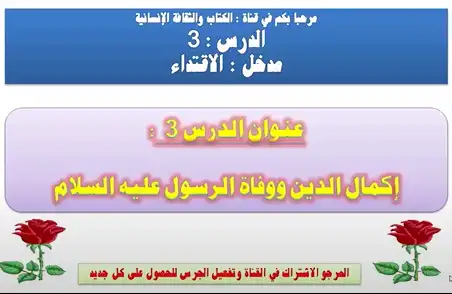 مرحبا بكم في قناة : الكتاب والثقافة الإنسانية
الدرس : 3
مدخل : الاقتداء
عنوان الدرس 3 :
إكمال الدين ووفاة الرسول عليه السلام
المرجو الاشتراك في القناة وتفعيل الجرس للحصول على كل جديد